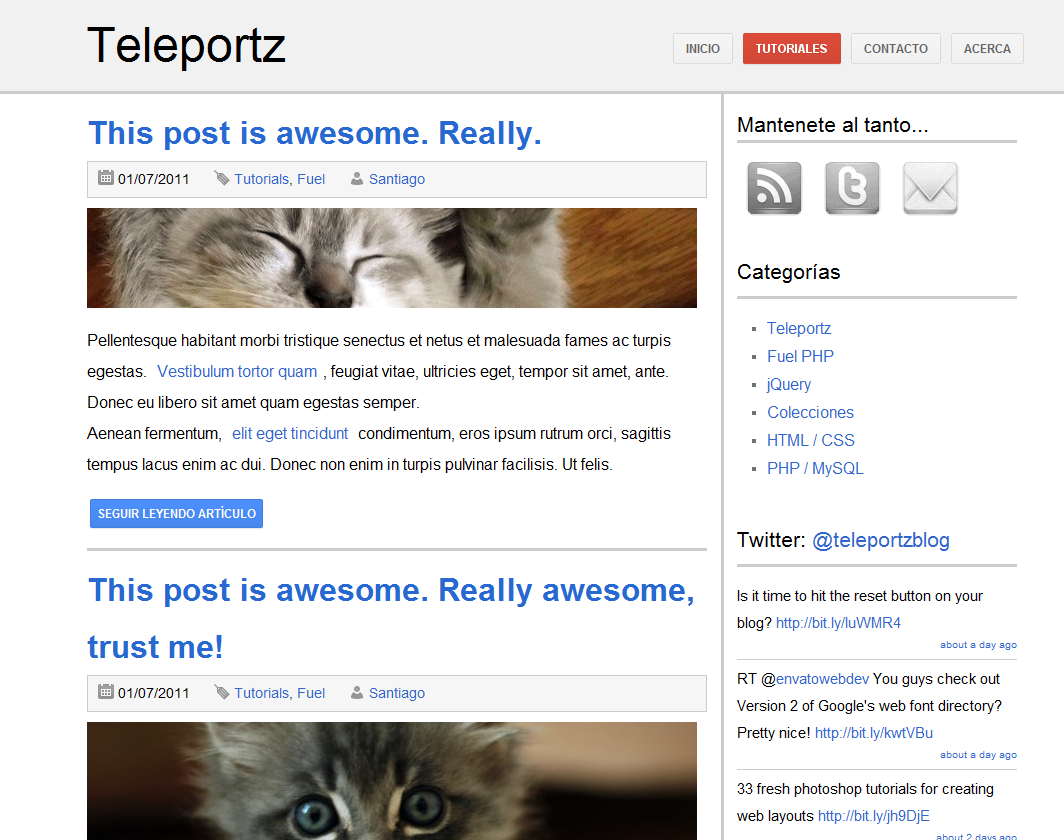 Teleportz
INICIO
TUTORIALES
CONTACTO
ACERCA
This post is awesome. Really.
01/07/2011
Tutorials, Fuel
Santiago
Pellentesque habitant morbi tristique senectus et netus et malesuada fames ac turpis
egestas. Vestibulum tortor quam , feugiat vitae, ultricies eget, tempor sit amet, ante.
Donec eu libero sit amet quam egestas semper.
Aenean fermentum, elit eget tincidunt condimentum, eros ipsum rutrum orci, sagittis
tempus lacus enim ac dui. Donec non enim in turpis pulvinar facilisis. Ut felis.
SEGUIR LEYENDO ARTÍCULO
This post is awesome. Really awesome,
trust me!
01/07/2011
Tutorials, Fuel
Santiago
Mantenete al tanto...
Categorías
Teleportz
Fuel PHP
jQuery
Colecciones
HTML / CSS
PHP / MySQL
Twitter: @teleportzblog
Is it time to hit the reset button on your
blog? http://bit.ly/luWMR4
about a day ago
RT @envatowebdev You guys check out
Version 2 of Google's web font directory?
Pretty nice! http://bit.ly/kwtVBu
about a day ago
33 fresh photoshop tutorials for creating
web layouts http://bit.ly/jh9DjE
about 2 days ago